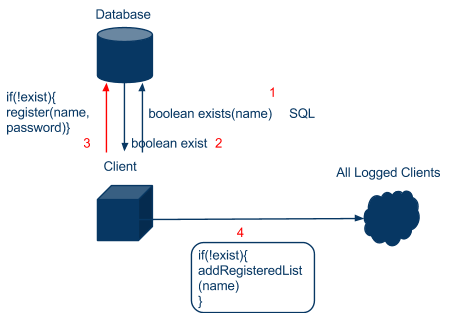 Database
1
if(!exist){
register(name,
password)}
boolean exists(name) SQL
3
boolean exist 2
Client
All Logged Clients
4
if(!exist){
addRegisteredList
(name)
}